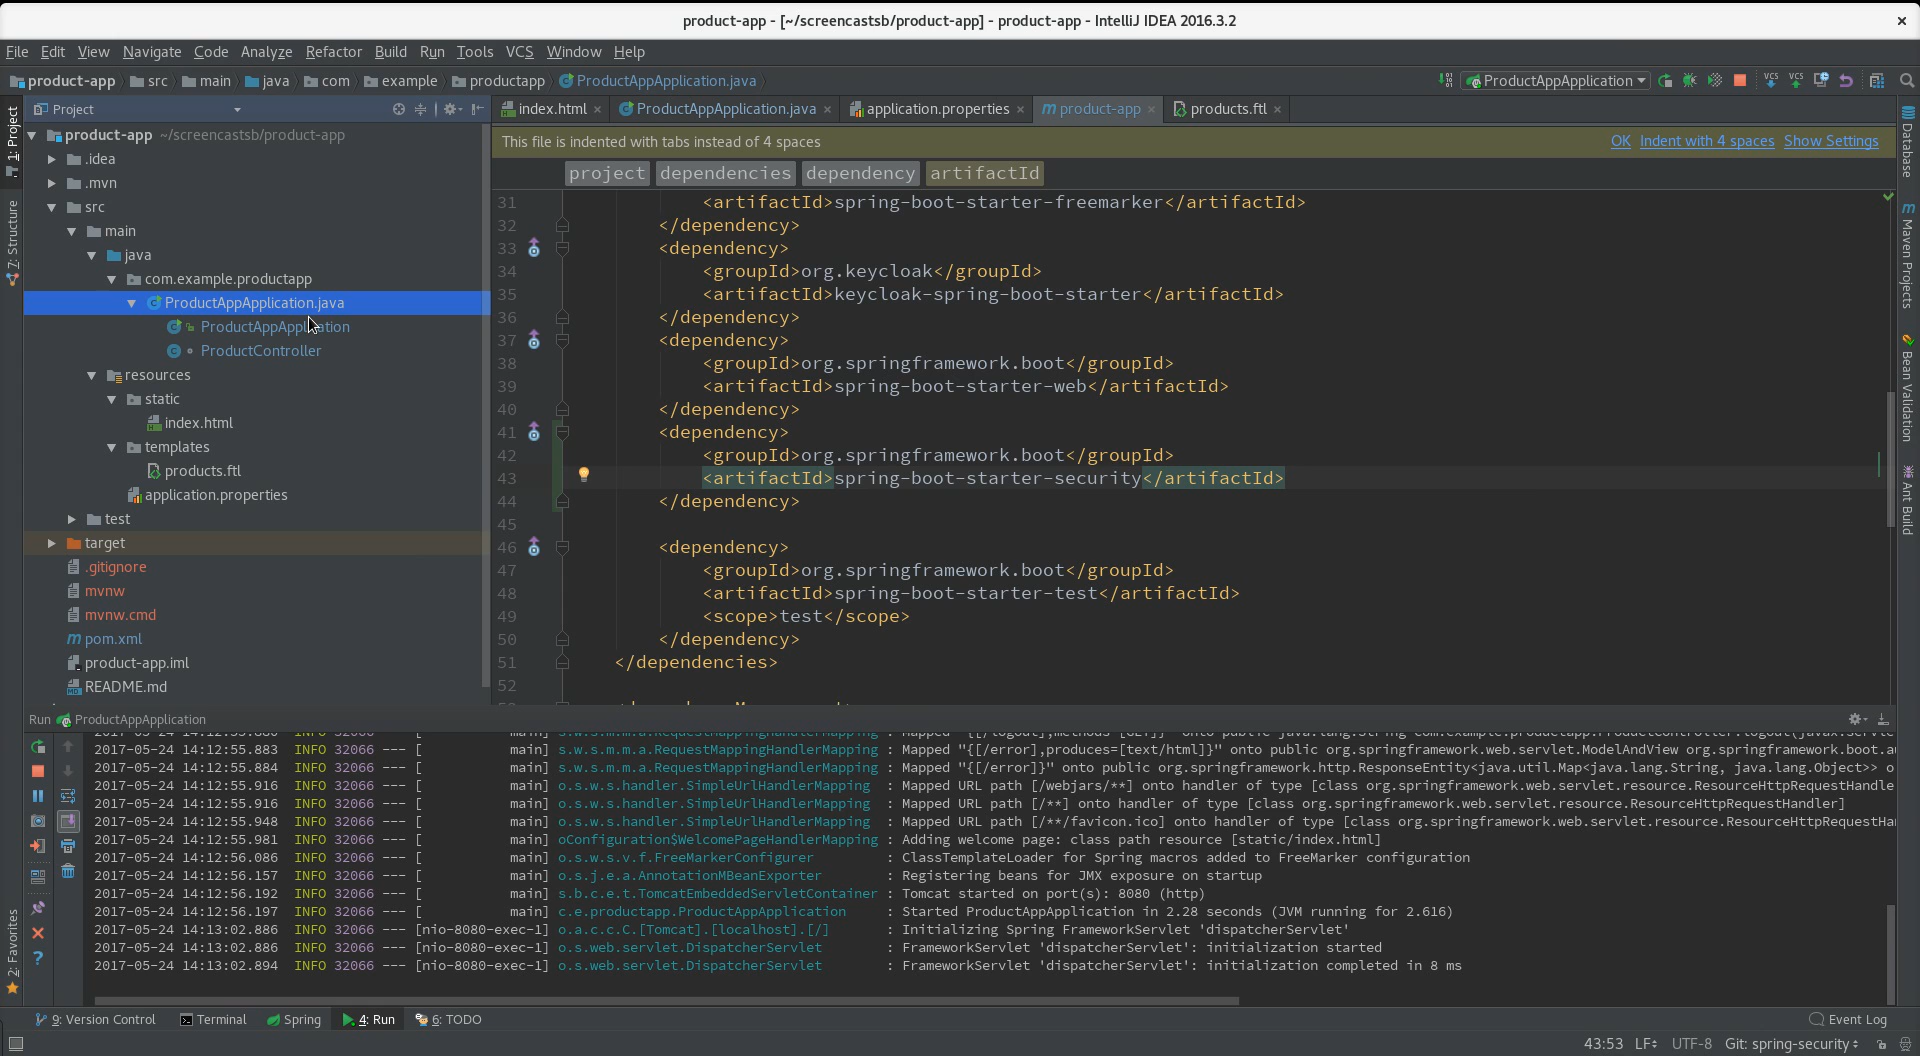 product-app - [~/screencastsb/product-app] - product-app - IntelliJ IDEA 2016.3.2
File Edit View Navigate Code Analyze Refactor Build Run Tools VCS Window Help
product-app src main java com example productapp ProductAppApplication.java
ProductAppApplication
VCS VCS
1: Project
7: Structure
2: Favorites
Project
product-app ~/screencastsb/product-app
.idea
.mvn
src
main
java
com.example.productapp
ProductAppApplication.java
ProductAppApplication
ProductController
resources
static
index.html
templates
products.ftl
application.properties
test
target
.gitignore
mvnw
mvnw.cmd
pom.xml
product-app.iml
README.md
index.html ProductAppApplication.java application.properties product-app products.ftl
This file is indented with tabs instead of 4 spaces OK Indent with 4 spaces Show Settings
project dependencies dependency artifactId
31 <artifactId>spring-boot-starter-freemarker</artifactId>
32 </dependency>
33 <dependency>
34 <groupId>org.keycloak</groupId>
35 <artifactId>keycloak-spring-boot-starter</artifactId>
36 </dependency>
37 <dependency>
38 <groupId>org.springframework.boot</groupId>
39 <artifactId>spring-boot-starter-web</artifactId>
40 </dependency>
41 <dependency>
42 <groupId>org.springframework.boot</groupId>
43 <artifactId>spring-boot-starter-security</artifactId>
44 </dependency>
45
46 <dependency>
47 <groupId>org.springframework.boot</groupId>
48 <artifactId>spring-boot-starter-test</artifactId>
49 <scope>test</scope>
50 </dependency>
51 </dependencies>
52
Database
Maven Projects
Bean Validation
Ant Build
Run ProductAppApplication
2017-05-24 14:12:55.883 INFO 32066 --- [ main] s.w.s.m.m.a.RequestMappingHandlerMapping : Mapped "{[/error],produces=[text/html]}" onto public org.springframework.web.servlet.ModelAndView org.springframework.boot.au
2017-05-24 14:12:55.884 INFO 32066 --- [ main] s.w.s.m.m.a.RequestMappingHandlerMapping : Mapped "{[/error]}" onto public org.springframework.http.ResponseEntity<java.util.Map<java.lang.String, java.lang.Object>> o
2017-05-24 14:12:55.916 INFO 32066 --- [ main] o.s.w.s.handler.SimpleUrlHandlerMapping : Mapped URL path [/webjars/**] onto handler of type [class org.springframework.web.servlet.resource.ResourceHttpRequestHandle
2017-05-24 14:12:55.916 INFO 32066 --- [ main] o.s.w.s.handler.SimpleUrlHandlerMapping : Mapped URL path [/**] onto handler of type [class org.springframework.web.servlet.resource.ResourceHttpRequestHandler]
2017-05-24 14:12:55.948 INFO 32066 --- [ main] o.s.w.s.handler.SimpleUrlHandlerMapping : Mapped URL path [/**/favicon.ico] onto handler of type [class org.springframework.web.servlet.resource.ResourceHttpRequestHa
2017-05-24 14:12:55.981 INFO 32066 --- [ main] oConfiguration$WelcomePageHandlerMapping : Adding welcome page: class path resource [static/index.html]
2017-05-24 14:12:56.086 INFO 32066 --- [ main] o.s.w.s.v.f.FreeMarkerConfigurer : ClassTemplateLoader for Spring macros added to FreeMarker configuration
2017-05-24 14:12:56.157 INFO 32066 --- [ main] o.s.j.e.a.AnnotationMBeanExporter : Registering beans for JMX exposure on startup
2017-05-24 14:12:56.192 INFO 32066 --- [ main] s.b.c.e.t.TomcatEmbeddedServletContainer : Tomcat started on port(s): 8080 (http)
2017-05-24 14:12:56.197 INFO 32066 --- [ main] c.e.productapp.ProductAppApplication : Started ProductAppApplication in 2.28 seconds (JVM running for 2.616)
2017-05-24 14:13:02.886 INFO 32066 --- [nio-8080-exec-1] o.a.c.c.C.[Tomcat].[localhost].[/] : Initializing Spring FrameworkServlet 'dispatcherServlet'
2017-05-24 14:13:02.886 INFO 32066 --- [nio-8080-exec-1] o.s.web.servlet.DispatcherServlet : FrameworkServlet 'dispatcherServlet': initialization started
2017-05-24 14:13:02.894 INFO 32066 --- [nio-8080-exec-1] o.s.web.servlet.DispatcherServlet : FrameworkServlet 'dispatcherServlet': initialization completed in 8 ms
9: Version Control Terminal Spring 4: Run 6: TODO Event Log
43:53 LF UTF-8 Git: spring-security